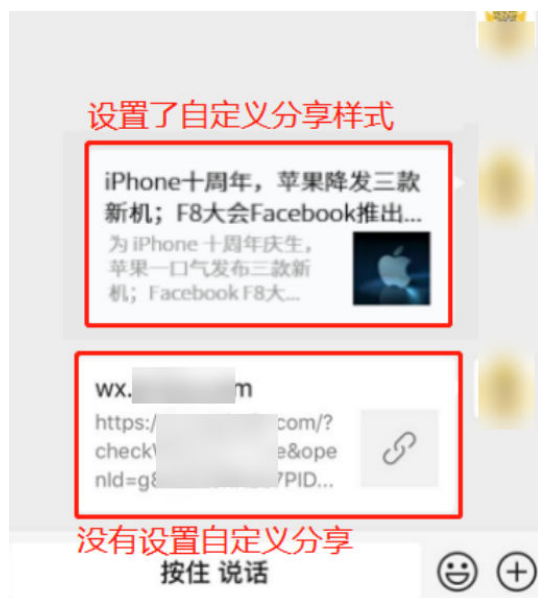 设置了自定义分享样式
iPhone十周年，苹果降发三款
新机；F8大会Facebook推出...
为 iPhone 十周年庆生，
苹果一口气发布三款新
机；Facebook F8大...
wx. m
https:/ com/?
check e&ope
nId=g 7PID...
没有设置自定义分享
按住 说话